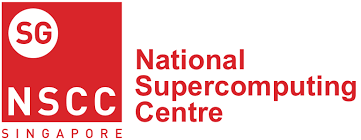 SG
NSCC
SINGAPORE
National
Supercomputing
Centre